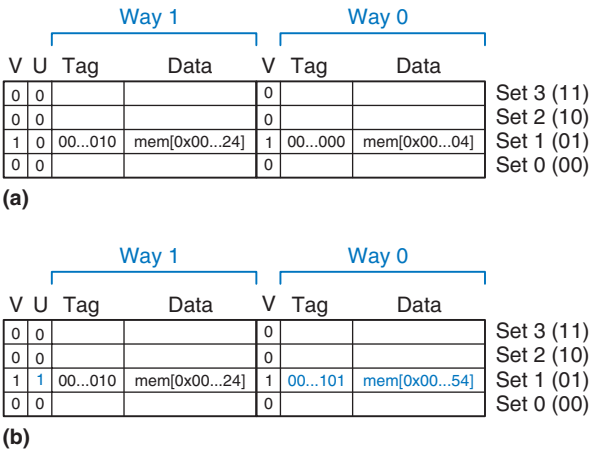 Way 1 Way 0
V U Tag Data V Tag Data
0 0 0 Set 3 (11)
0 0 0 Set 2 (10)
1 0 00...010 mem[0x00...24] 1 00...000 mem[0x00...04] Set 1 (01)
0 0 0 Set 0 (00)
(a)
Way 1 Way 0
V U Tag Data V Tag Data
0 0 0 Set 3 (11)
0 0 0 Set 2 (10)
1 1 00...010 mem[0x00...24] 1 00...101 mem[0x00...54] Set 1 (01)
0 0 0 Set 0 (00)
(b)